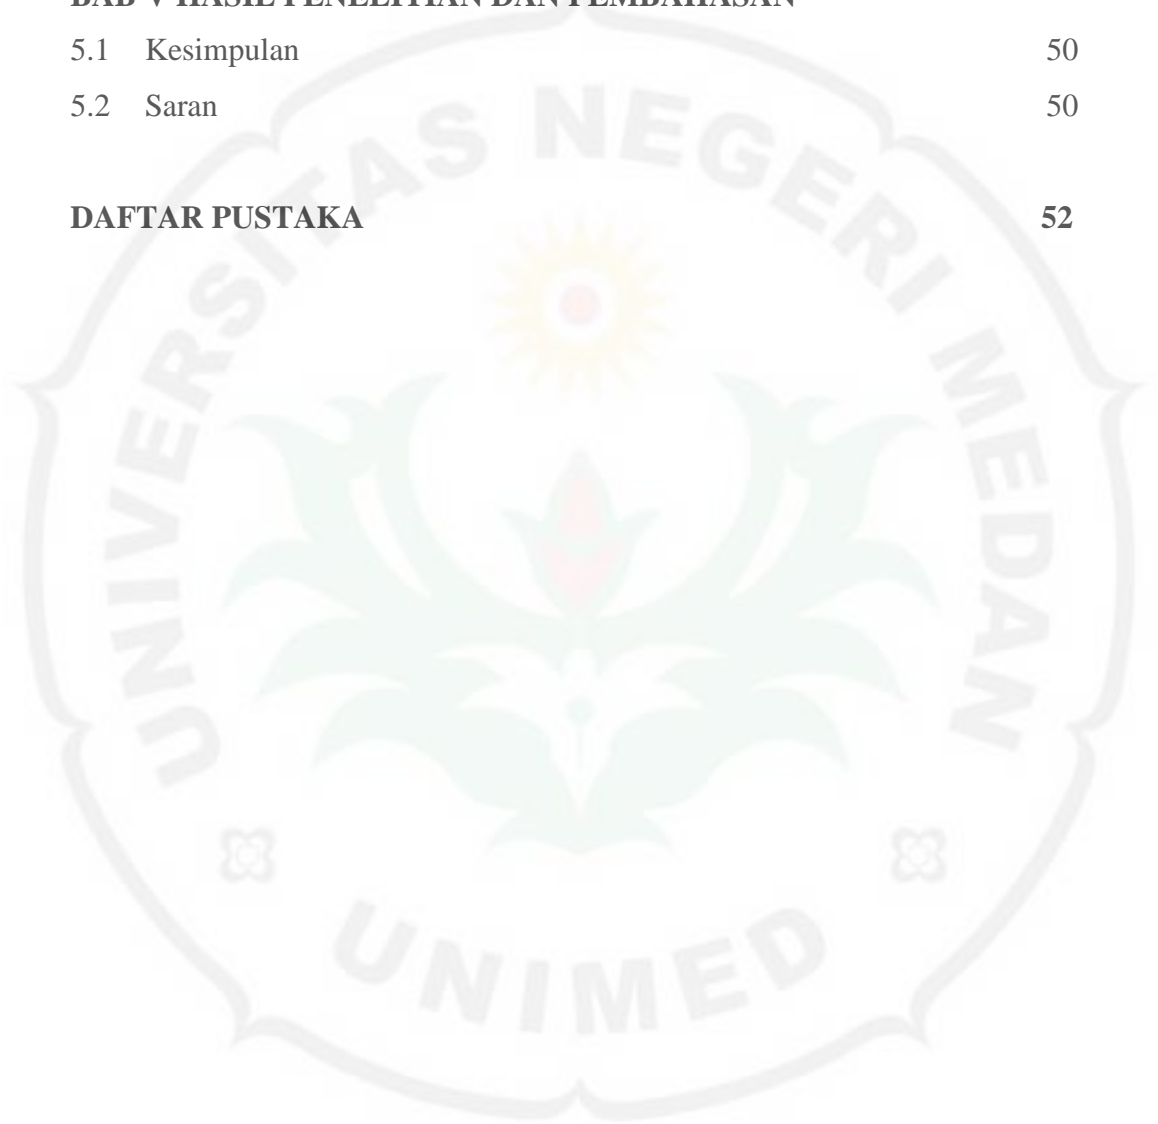 BAB V HASIL PENELITIAN DAN PEMBAHASAN
5.1 Kesimpulan 50
5.2 Saran 50
DAFTAR PUSTAKA 52
UNIVERSITAS NEGERI MEDAN
UNIMED